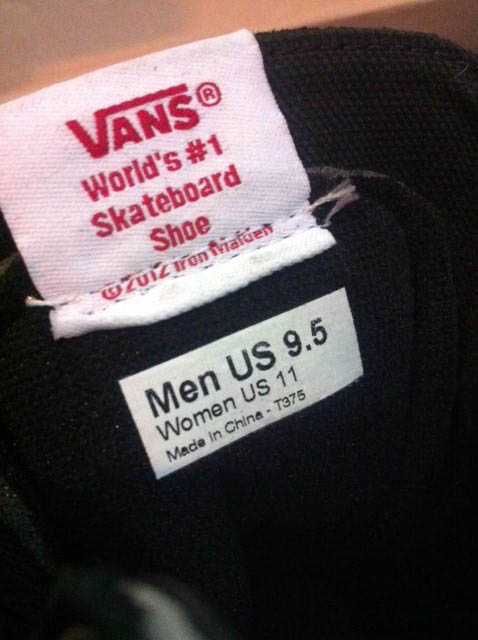 VANS®
World's #1
Skateboard
Shoe
©2012 Iron Maiden
Men US 9.5
Women US 11
Made in China - T375